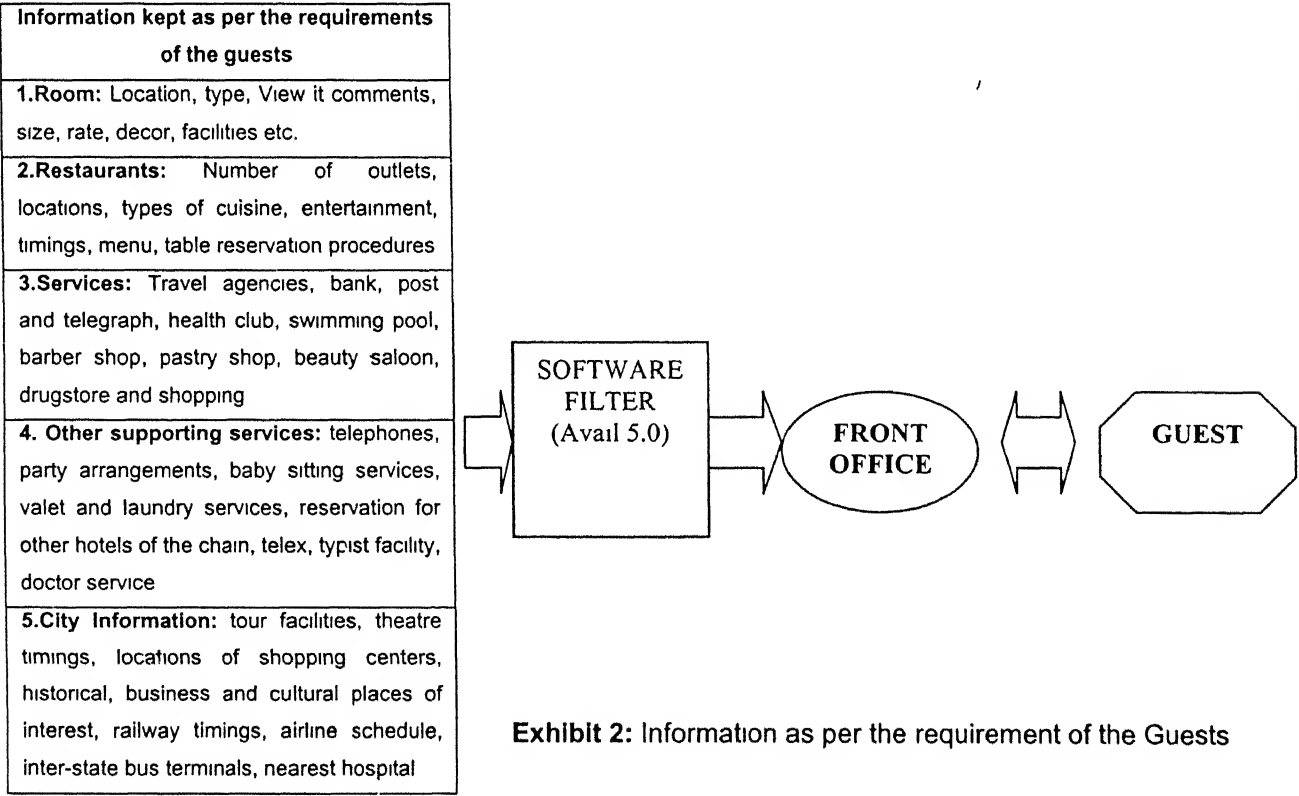 Information kept as per the requirements
of the guests
1.Room: Location, type, View it comments,
size, rate, decor, facilities etc.
2.Restaurants: Number of outlets,
locations, types of cuisine, entertainment,
timings, menu, table reservation procedures
3.Services: Travel agencies, bank, post
and telegraph, health club, swimming pool,
barber shop, pastry shop, beauty saloon,
drugstore and shopping
4. Other supporting services: telephones,
party arrangements, baby sitting services,
valet and laundry services, reservation for
other hotels of the chain, telex, typist facility,
doctor service
5.City Information: tour facilities, theatre
timings, locations of shopping centers,
historical, business and cultural places of
interest, railway timings, airline schedule,
inter-state bus terminals, nearest hospital
SOFTWARE
FILTER
(Avail 5.0)
FRONT
OFFICE
GUEST
Exhibit 2: Information as per the requirement of the Guests